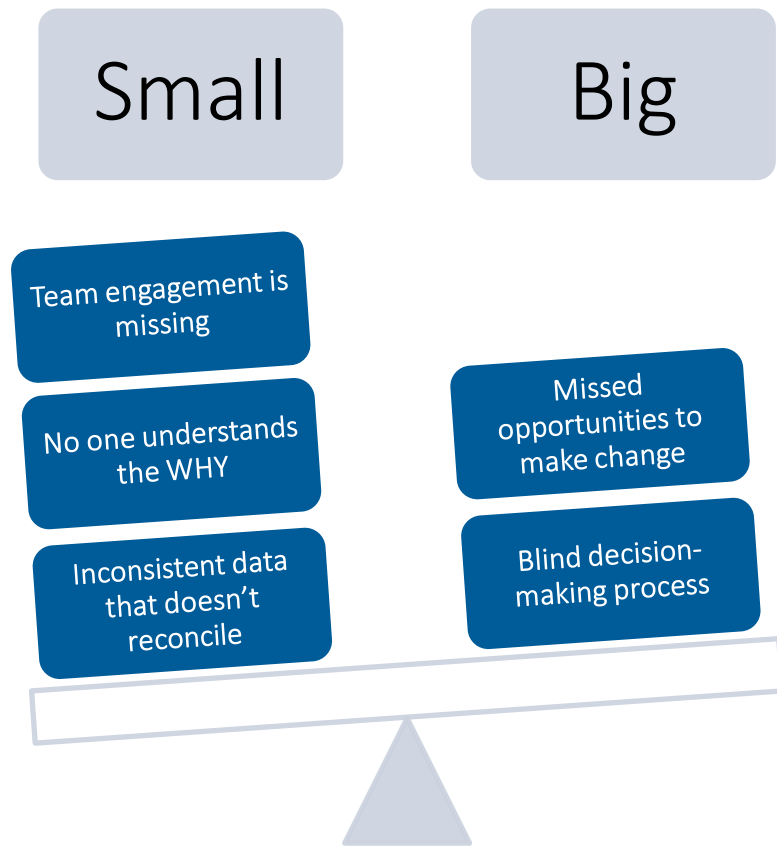 Small
Big
Team engagement is
missing
No one understands
the WHY
Inconsistent data
that doesn’t
reconcile
Missed
opportunities to
make change
Blind decision-
making process